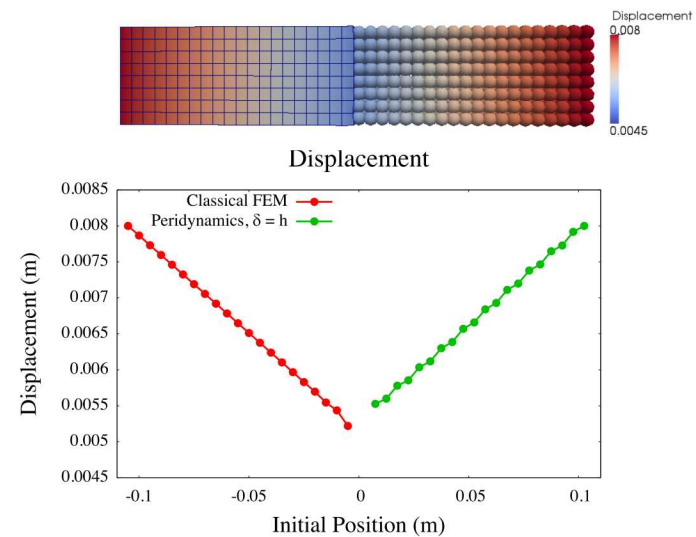 Displacement
0.008
0.0045
Displacement
0.0085
0.008
0.0075
0.007
0.0065
0.006
0.0055
0.005
0.0045
Displacement (m)
Classical FEM
Peridynamics, δ = h
-0.1
-0.05
0
0.05
0.1
Initial Position (m)